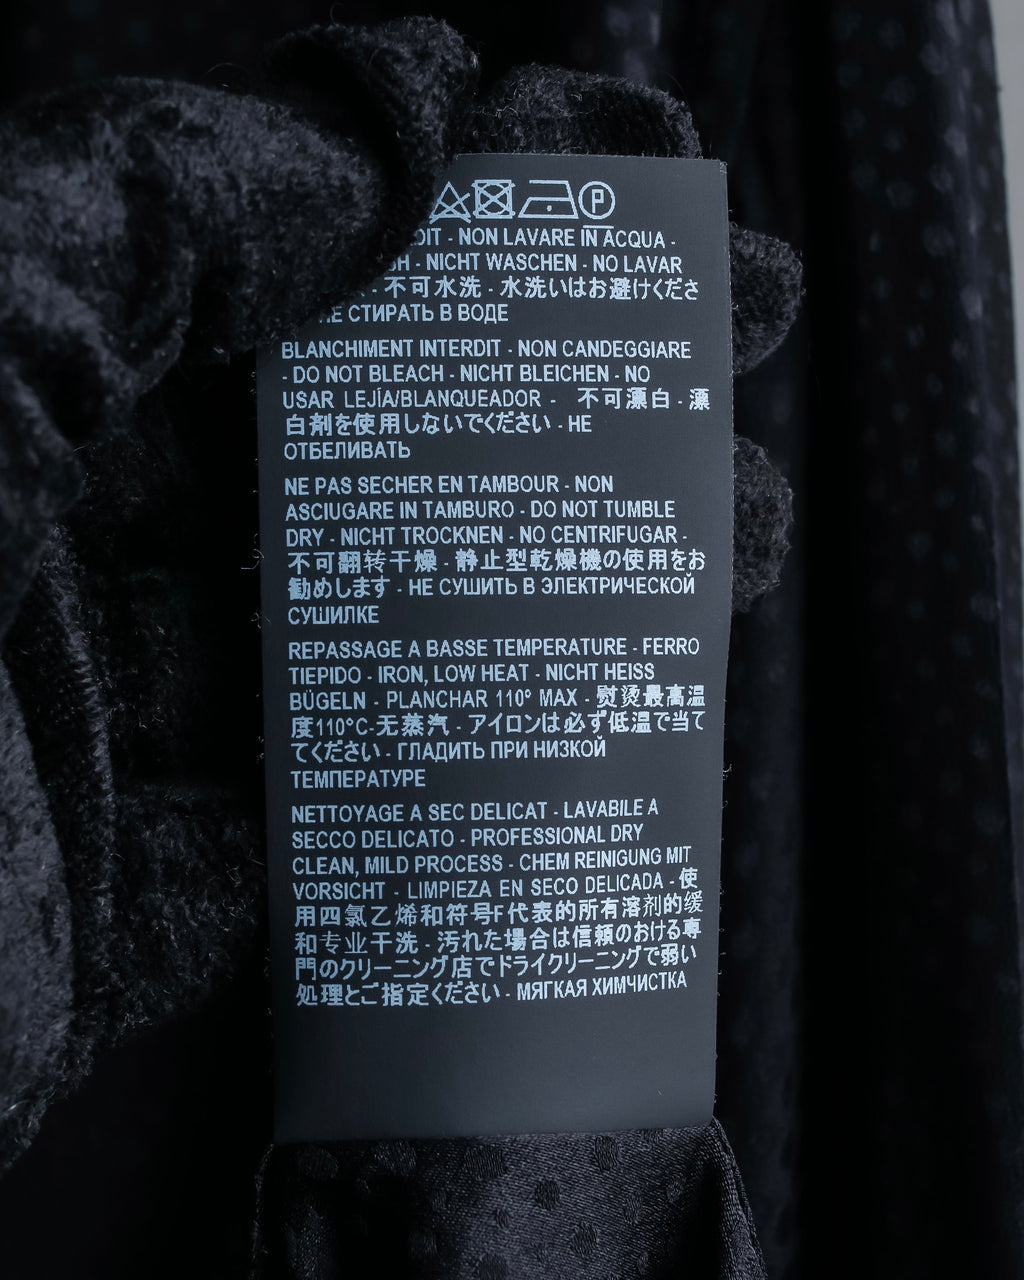 P
- NON LAVARE IN ACQUA -
- NICHT WASCHEN - NO LAVAR
- 不可水洗 - 水洗いはお避けくださ
НЕ СТИРАТЬ В ВОДЕ
BLANCHIMENT INTERDIT - NON CANDEGGIARE
- DO NOT BLEACH - NICHT BLEICHEN - NO
USAR LEJÍA/BLANQUEADOR - 不可漂白 - 漂
白剤を使用しないでください - НЕ
ОТБЕЛИВАТЬ
NE PAS SECHER EN TAMBOUR - NON
ASCIUGARE IN TAMBURO - DO NOT TUMBLE
DRY - NICHT TROCKNEN - NO CENTRIFUGAR -
不可翻转干燥 - 静止型乾燥機の使用をお
勧めします - НЕ СУШИТЬ В ЭЛЕКТРИЧЕСКОЙ
СУШИЛКЕ
REPASSAGE A BASSE TEMPERATURE - FERRO
TIEPIDO - IRON, LOW HEAT - NICHT HEISS
BÜGELN - PLANCHAR 110° MAX - 熨烫最高温
度110°C-无蒸汽 - アイロンは必ず低温で当て
てください - ГЛАДИТЬ ПРИ НИЗКОЙ
ТЕМПЕРАТУРЕ
NETTOYAGE A SEC DELICAT - LAVABILE A
SECCO DELICATO - PROFESSIONAL DRY
CLEAN, MILD PROCESS - CHEM REINIGUNG MIT
VORSICHT - LIMPIEZA EN SECO DELICADA - 使
用四氯乙烯和符号F代表的所有溶剂的缓
和专业干洗 - 汚れた場合は信頼のおける専
門のクリーニング店でドライクリーニングで弱い
処理とご指定ください - МЯГКАЯ ХИМЧИСТКА